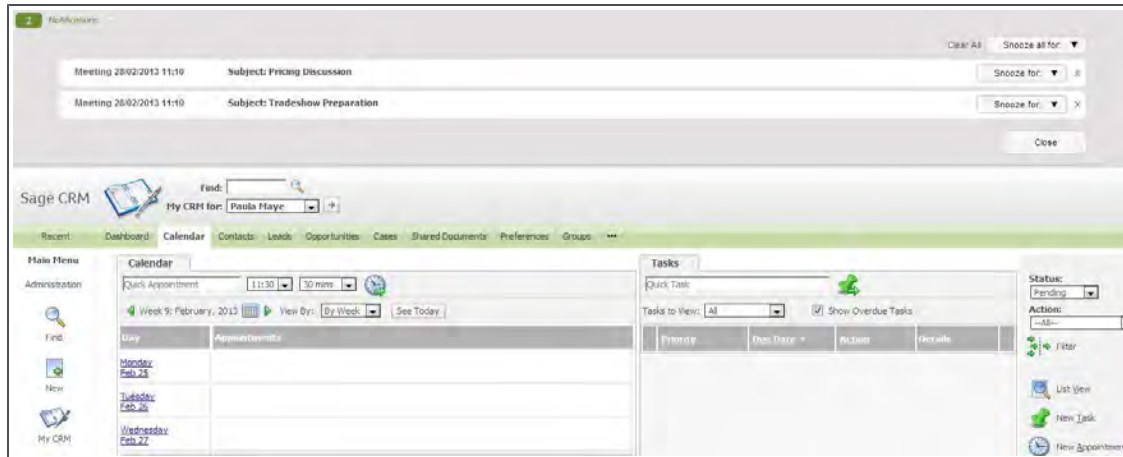 2 Notifications
Clear All Snooze all for: ▼
Meeting 28/02/2013 11:10 Subject: Pricing Discussion Snooze for: ▼ x
Meeting 28/02/2013 11:10 Subject: Tradeshow Preparation Snooze for: ▼ x
Close
Sage CRM
Find:
My CRM for: Paula Maye
Recent Dashboard Calendar Contacts Leads Opportunities Cases Shared Documents Preferences Groups •••
Main Menu
Administration
Find
New
My CRM
Calendar
Quick Appointment 11:30 30 mins
Week 9: February, 2013 View By: By Week See Today
Day Appointments
Monday
Feb 25
Tuesday
Feb 26
Wednesday
Feb 27
Tasks
Quick Task
Tasks to View: All Show Overdue Tasks
Priority Due Date Action Details
Status:
Pending
Action:
--All--
Filter
List View
New Task
New Appointmen